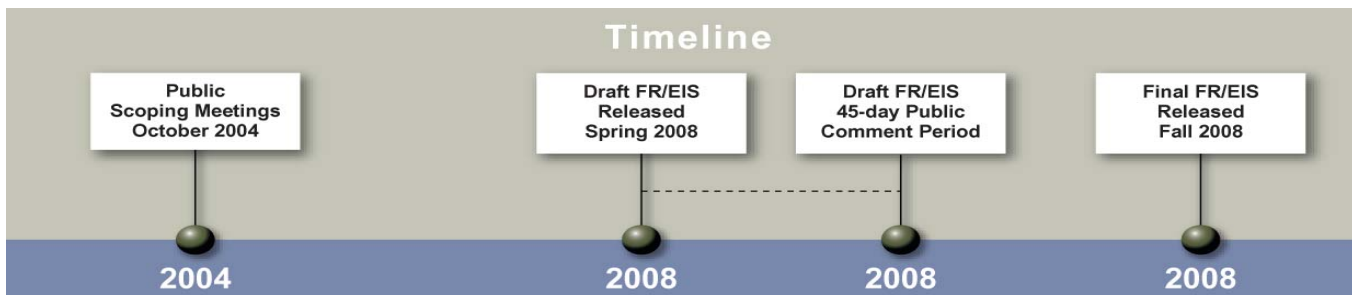 Timeline
Public
Scoping Meetings
October 2004
Draft FR/EIS
Released
Spring 2008
Draft FR/EIS
45-day Public
Comment Period
Final FR/EIS
Released
Fall 2008
2004
2008
2008
2008